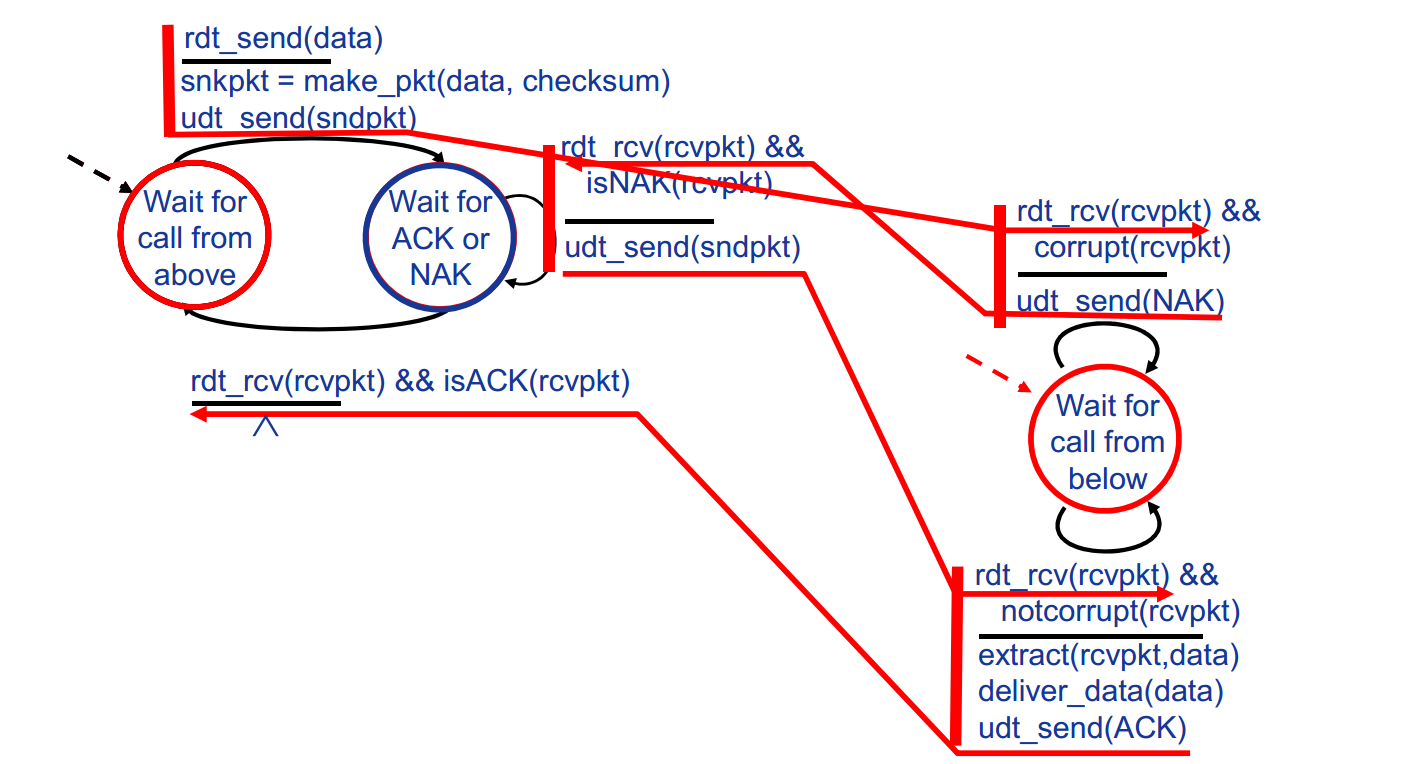 rdt_send(data)
snkpkt = make_pkt(data, checksum)
udt_send(sndpkt)
Wait for
call from
above
Wait for
ACK or
NAK
rdt_rcv(rcvpkt) &&
isNAK(rcvpkt)
udt_send(sndpkt)
rdt_rcv(rcvpkt) && isACK(rcvpkt)
Λ
rdt_rcv(rcvpkt) &&
corrupt(rcvpkt)
udt_send(NAK)
Wait for
call from
below
rdt_rcv(rcvpkt) &&
notcorrupt(rcvpkt)
extract(rcvpkt,data)
deliver_data(data)
udt_send(ACK)